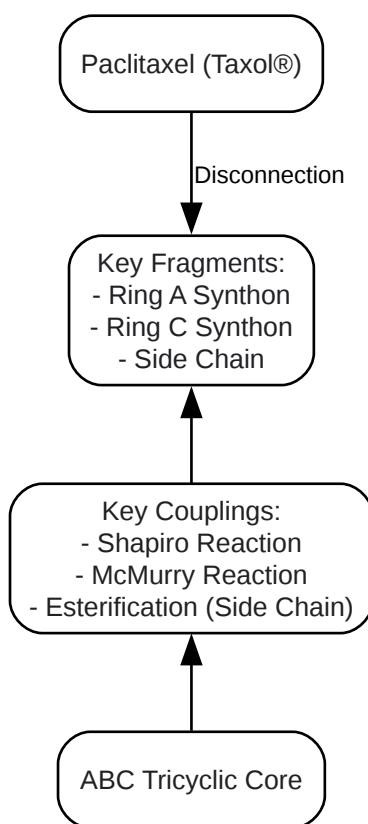 Paclitaxel (Taxol®)
Disconnection
Key Fragments:
- Ring A Synthon
- Ring C Synthon
- Side Chain
Key Couplings:
- Shapiro Reaction
- McMurry Reaction
- Esterification (Side Chain)
ABC Tricyclic Core